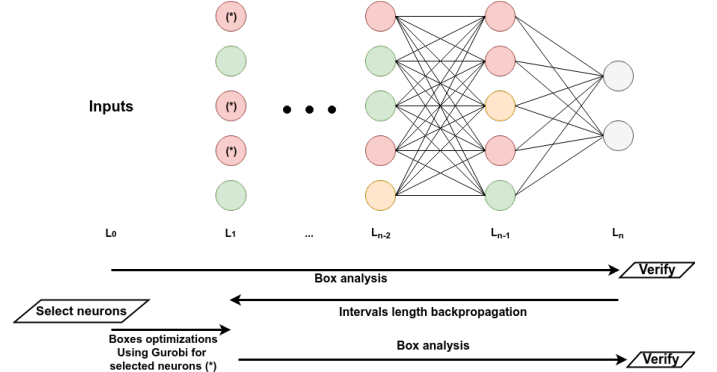 (*)
Inputs
(*)
(*)
L0
L1
...
Ln-2
Ln-1
Ln
Box analysis
Verify
Select neurons
Intervals length backpropagation
Boxes optimizations
Using Gurobi for
selected neurons (*)
Box analysis
Verify